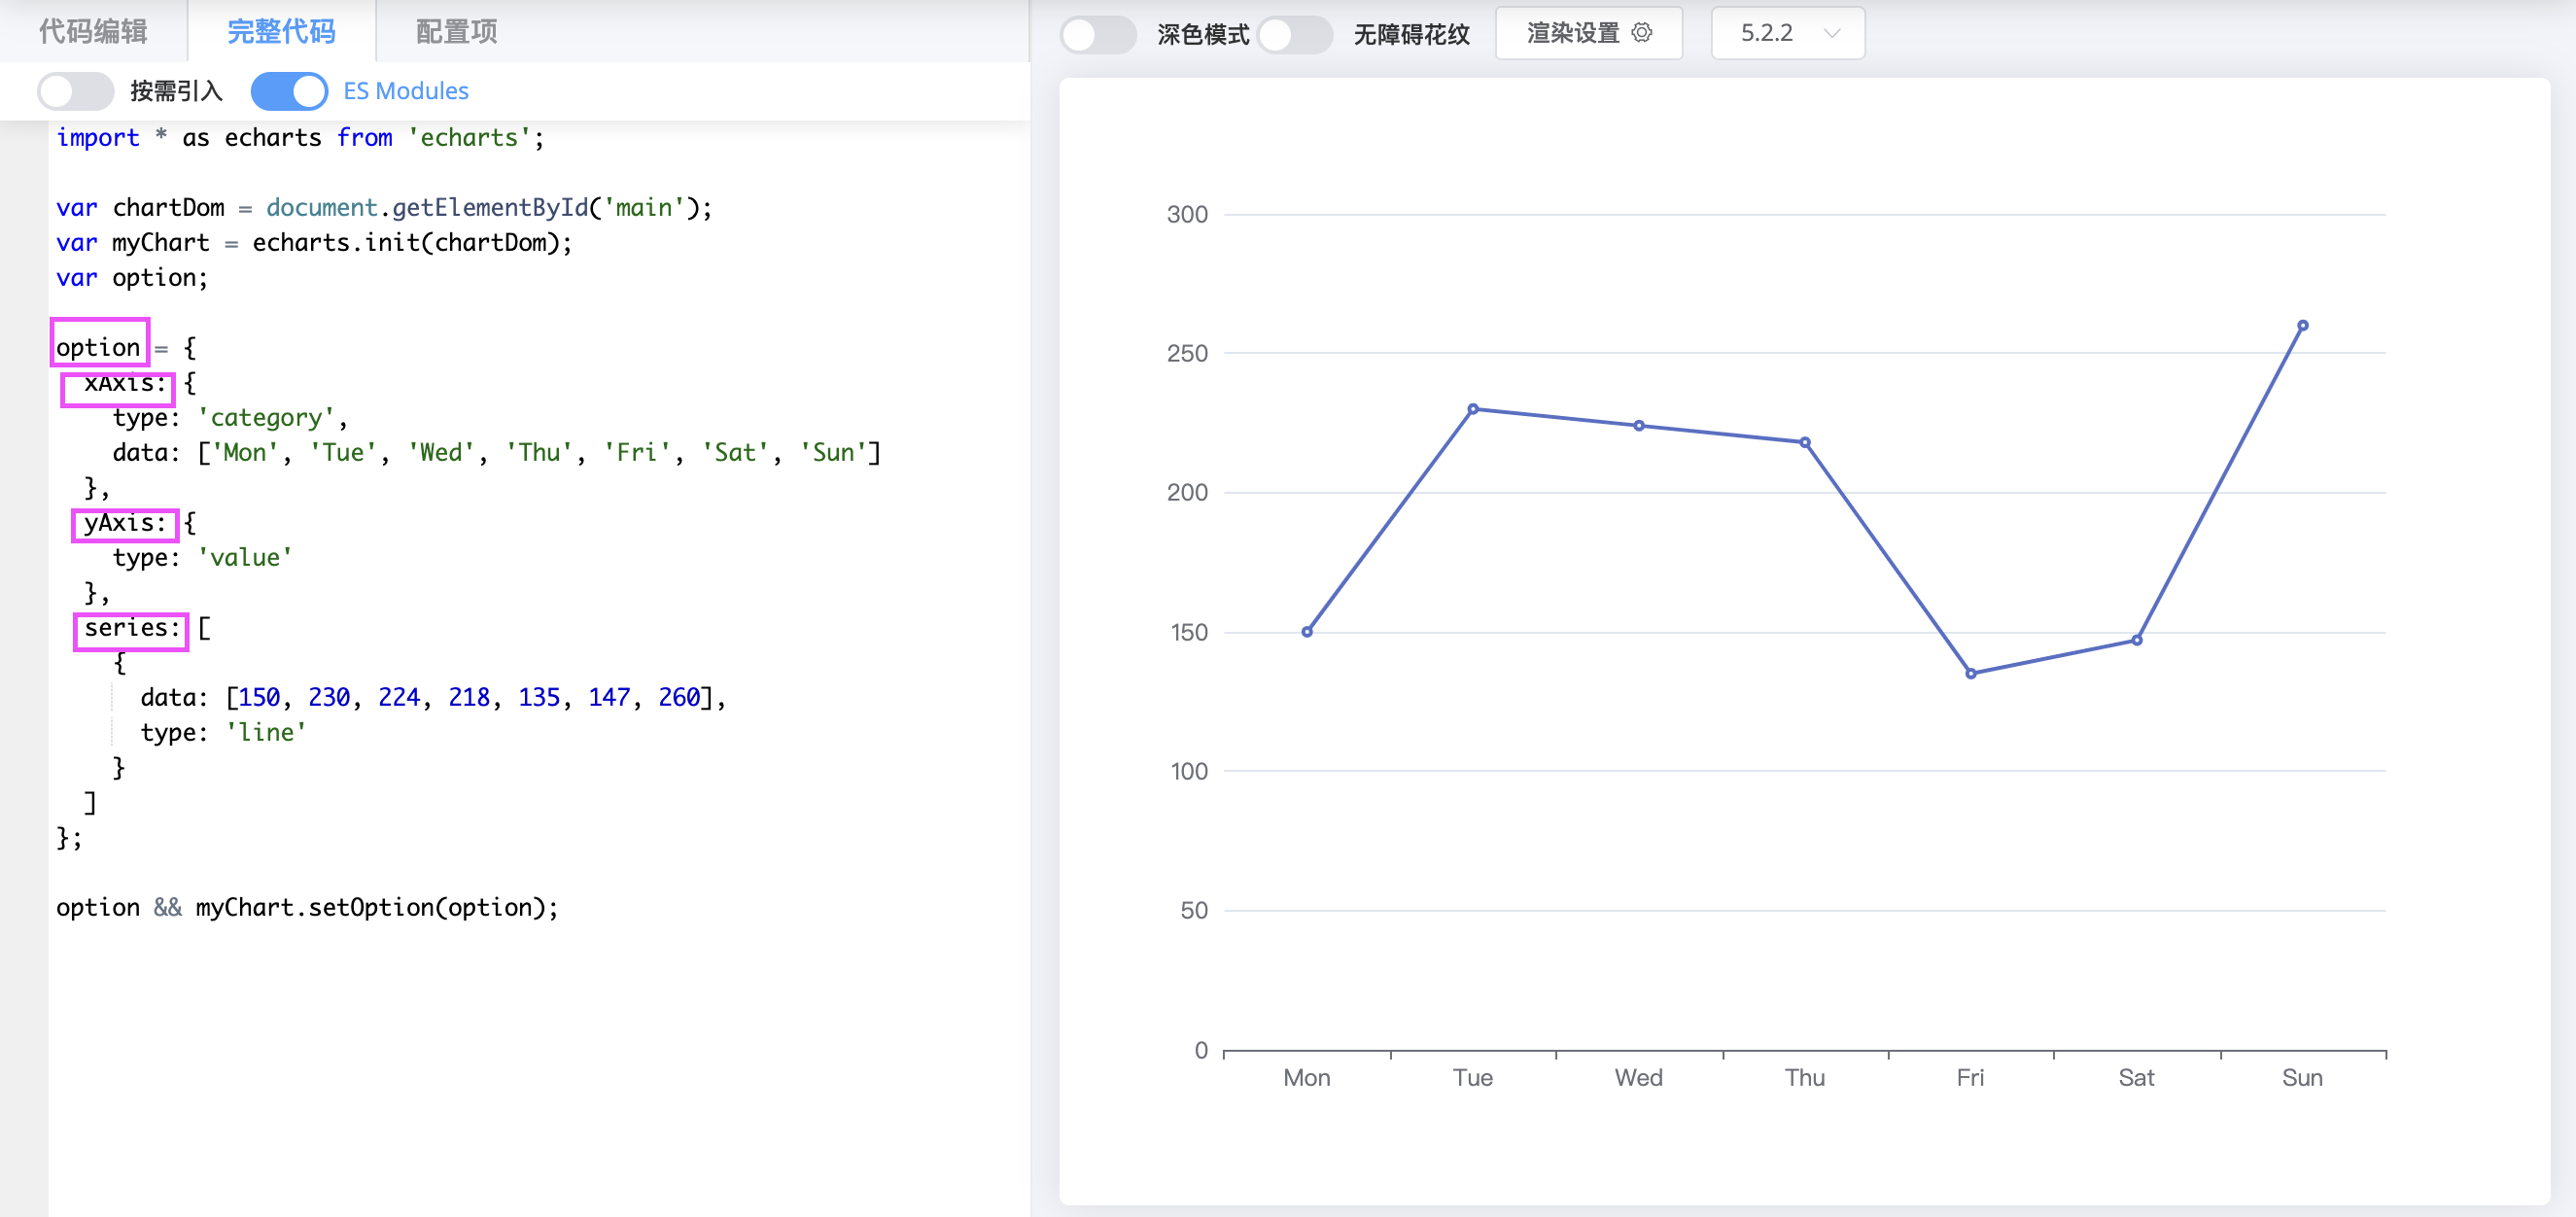 代码编辑 完整代码 配置项
按需引入 ES Modules
import * as echarts from 'echarts';
var chartDom = document.getElementById('main');
var myChart = echarts.init(chartDom);
var option;
option = {
xAxis: {
type: 'category',
data: ['Mon', 'Tue', 'Wed', 'Thu', 'Fri', 'Sat', 'Sun']
},
yAxis: {
type: 'value'
},
series: [
{
data: [150, 230, 224, 218, 135, 147, 260],
type: 'line'
}
]
};
option && myChart.setOption(option);
深色模式 无障碍花纹 渲染设置 5.2.2
300
250
200
150
100
50
0
Mon Tue Wed Thu Fri Sat Sun